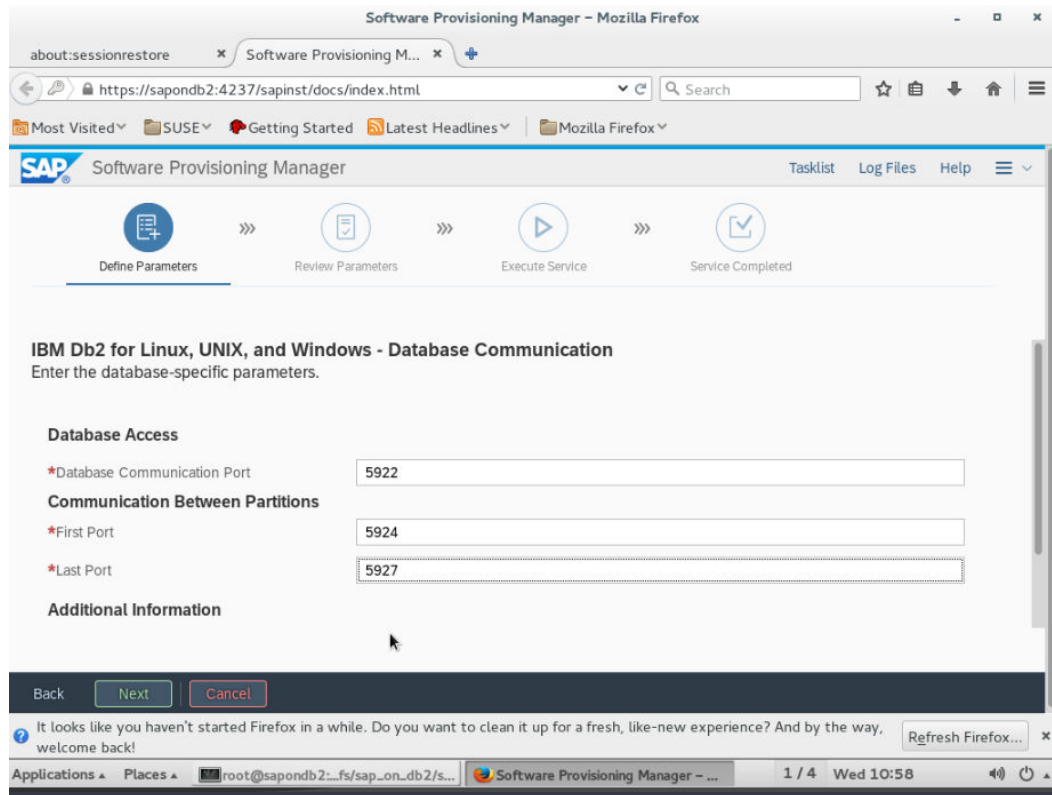 Software Provisioning Manager – Mozilla Firefox
about:sessionrestore
Software Provisioning M...
https://sapondb2:4237/sapinst/docs/index.html
Search
Most Visited
SUSE
Getting Started
Latest Headlines
Mozilla Firefox
SAP
Software Provisioning Manager
Tasklist
Log Files
Help
Define Parameters
Review Parameters
Execute Service
Service Completed
IBM Db2 for Linux, UNIX, and Windows - Database Communication
Enter the database-specific parameters.
Database Access
*Database Communication Port
5922
Communication Between Partitions
*First Port
5924
*Last Port
5927
Additional Information
Back
Next
Cancel
It looks like you haven't started Firefox in a while. Do you want to clean it up for a fresh, like-new experience? And by the way,
welcome back!
Refresh Firefox...
Applications
Places
root@sapondb2:...fs/sap_on_db2/s...
Software Provisioning Manager – ...
1 / 4
Wed 10:58